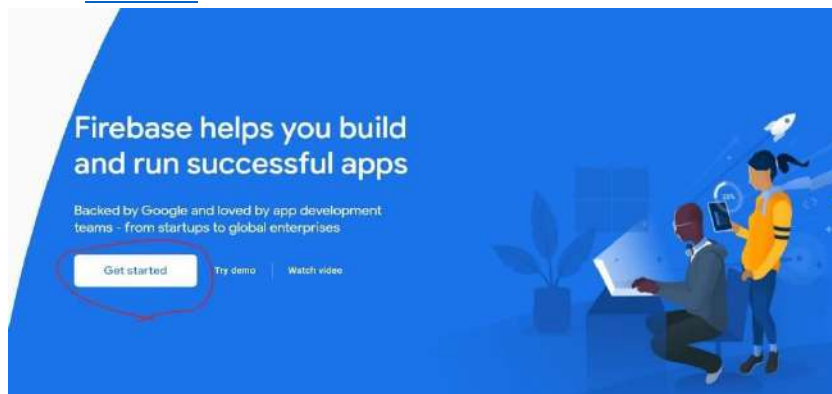 Firebase helps you build
and run successful apps
Backed by Google and loved by app development
teams - from startups to global enterprises
Get started Try demo Watch video